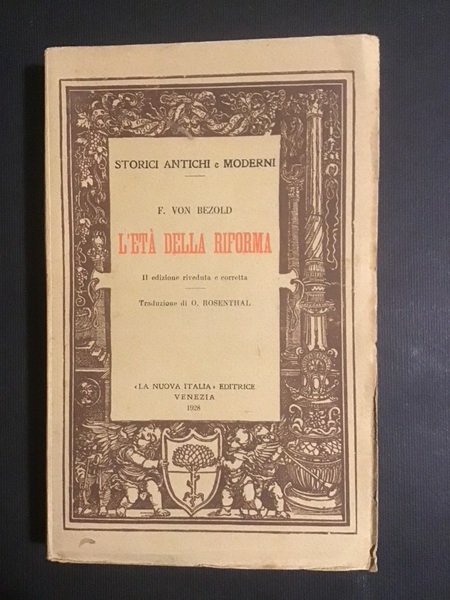 STORICI ANTICHI e MODERNI
F. VON BEZOLD
L'ETÀ DELLA RIFORMA
II edizione riveduta e corretta
Traduzione di O. ROSENTHAL
«LA NUOVA ITALIA» EDITRICE
VENEZIA
1928